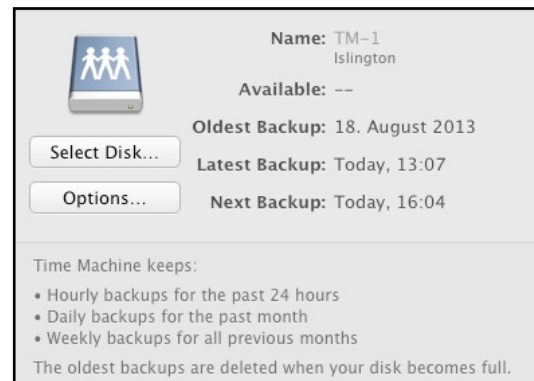 Name: TM-1
Islington
Available: --
Select Disk...
Oldest Backup: 18. August 2013
Latest Backup: Today, 13:07
Options...
Next Backup: Today, 16:04
Time Machine keeps:
• Hourly backups for the past 24 hours
• Daily backups for the past month
• Weekly backups for all previous months
The oldest backups are deleted when your disk becomes full.